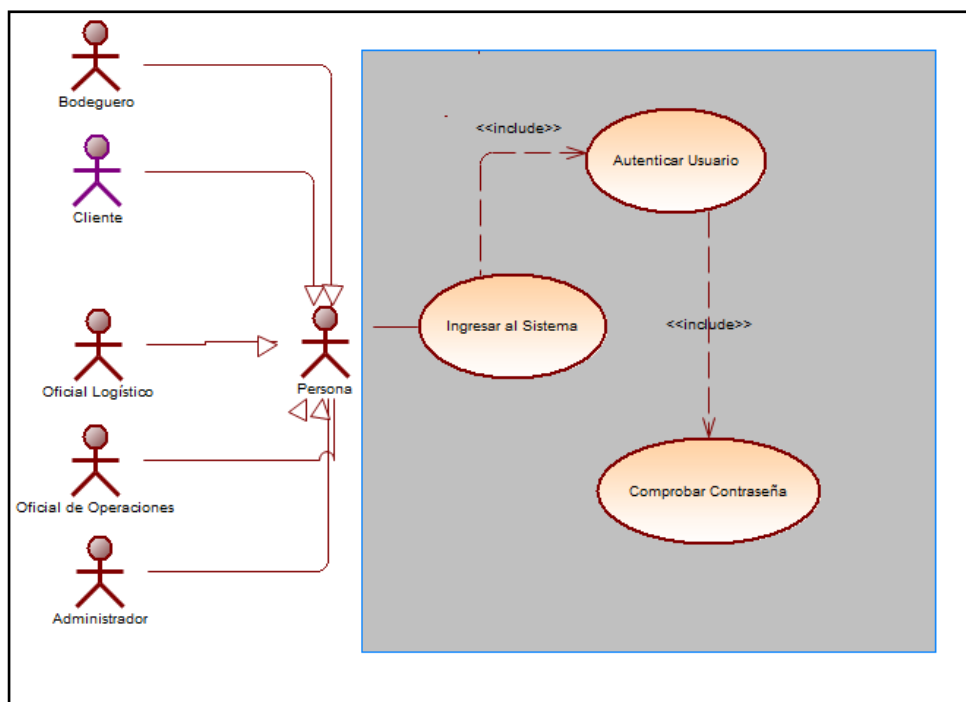 Bodeguero
Cliente
Oficial Logístico
Persona
Oficial de Operaciones
Administrador
<<include>>
Autenticar Usuario
Ingresar al Sistema
<<include>>
Comprobar Contraseña